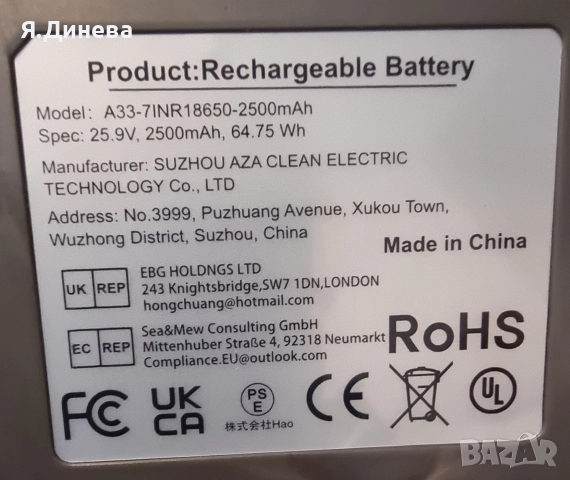 Я.Динева
Product:Rechargeable Battery
Model: A33-7INR18650-2500mAh
Spec: 25.9V, 2500mAh, 64.75 Wh
Manufacturer: SUZHOU AZA CLEAN ELECTRIC
TECHNOLOGY Co., LTD
Address: No.3999, Puzhuang Avenue, Xukou Town,
Wuzhong District, Suzhou, China
Made in China
UK REP
EBG HOLDNGS LTD
243 Knightsbridge,SW7 1DN,LONDON
hongchuang@hotmail.com
EC REP
Sea&Mew Consulting GmbH
Mittenhuber Straße 4, 92318 Neumarkt
Compliance.EU@outlook.com
RoHS
FC
UK
CA
PS
E
株式会社Hao
CE
UL
BAZAR